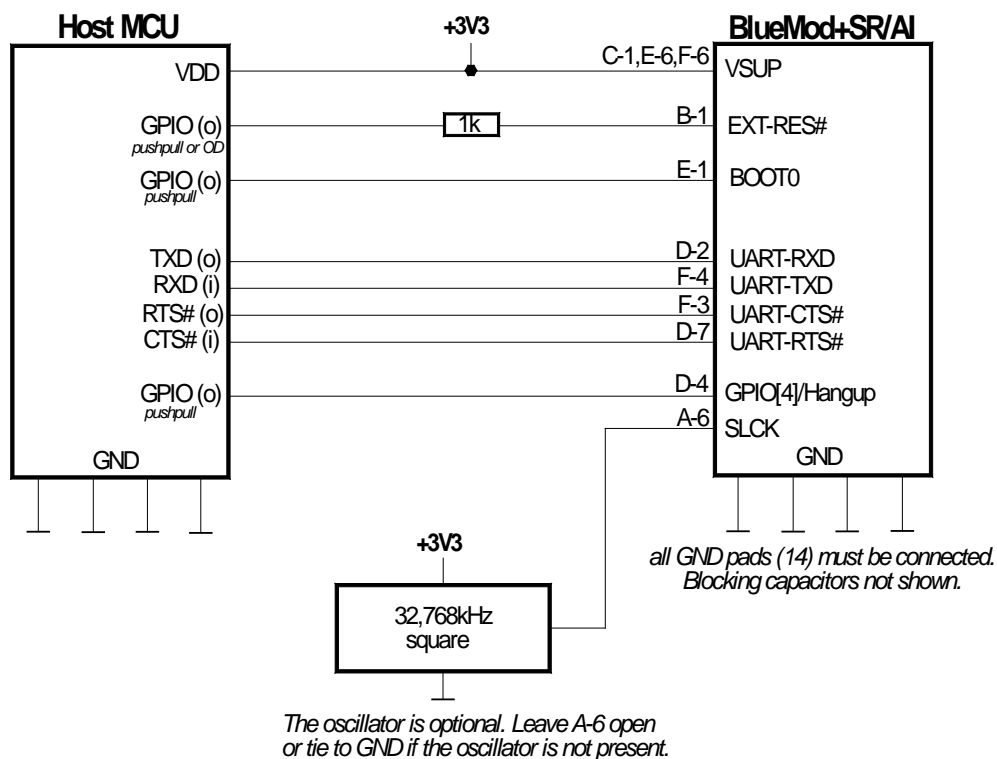 Host MCU
+3V3
BlueMod+SR/AI
VDD
C-1,E-6,F-6
VSUP
GPIO (o)
pushpull or OD
1k
B-1
EXT-RES#
GPIO (o)
pushpull
E-1
BOOT0
TXD (o)
D-2
UART-RXD
RXD (i)
F-4
UART-TXD
RTS# (o)
F-3
UART-CTS#
CTS# (i)
D-7
UART-RTS#
GPIO (o)
pushpull
D-4
GPIO[4]/Hangup
A-6
SLCK
GND
GND
all GND pads (14) must be connected.
Blocking capacitors not shown.
+3V3
32,768kHz
square
The oscillator is optional. Leave A-6 open
or tie to GND if the oscillator is not present.